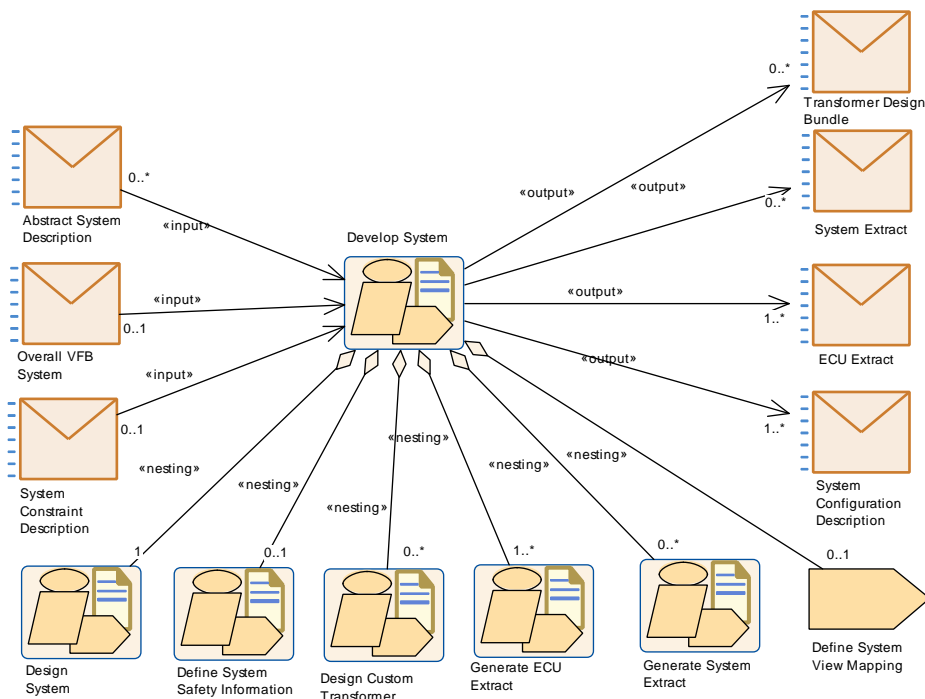 0..*
Transformer Design
Bundle
0..*
«output»
«output»
0..*
Abstract System
Description
«input»
Develop System
System Extract
«input»
0..1
Overall VFB
System
«output»
1..*
ECU Extract
«input»
0..1
«output»
1..*
System
Constraint
Description
«nesting»
«nesting»
«nesting»
«nesting»
«nesting»
«nesting»
System
Configuration
Description
1
0..1
0..*
1..*
0..*
0..1
Design
System
Define System
Safety Information
Design Custom
Transformer
Generate ECU
Extract
Generate System
Extract
Define System
View Mapping